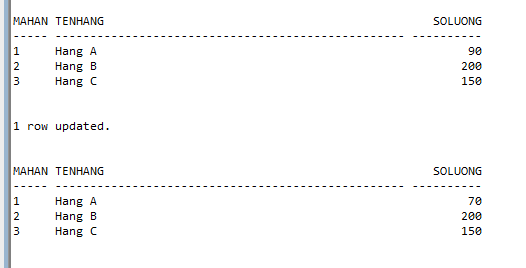 MAHAN TENHANG SOLUONG
----- -------------------------------------------------- ----------
1 Hang A 90
2 Hang B 200
3 Hang C 150
1 row updated.
MAHAN TENHANG SOLUONG
----- -------------------------------------------------- ----------
1 Hang A 70
2 Hang B 200
3 Hang C 150